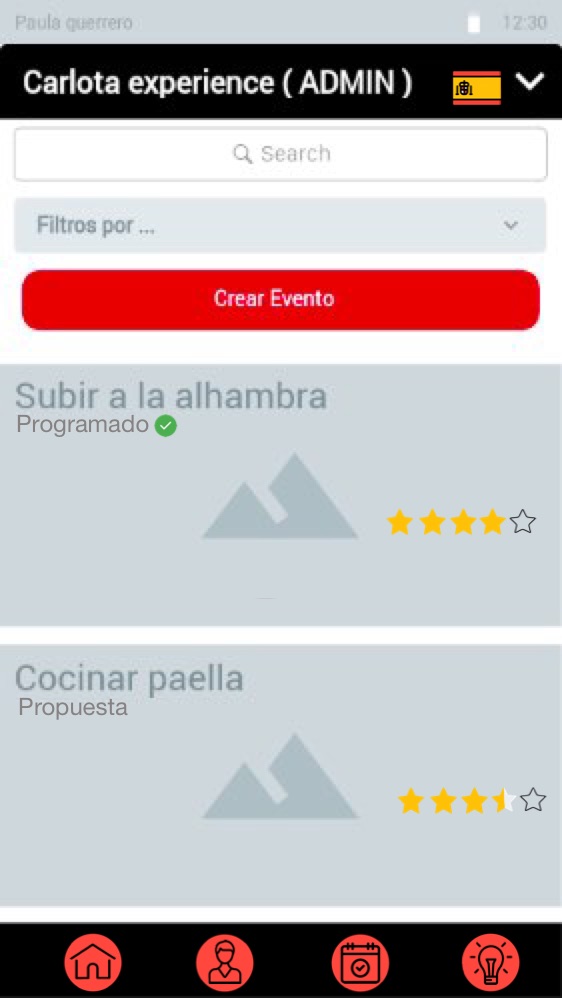 Paula guerrero 12:30
Carlota experience ( ADMIN )
Search
Filtros por ...
Crear Evento
Subir a la alhambra
Programado
Cocinar paella
Propuesta